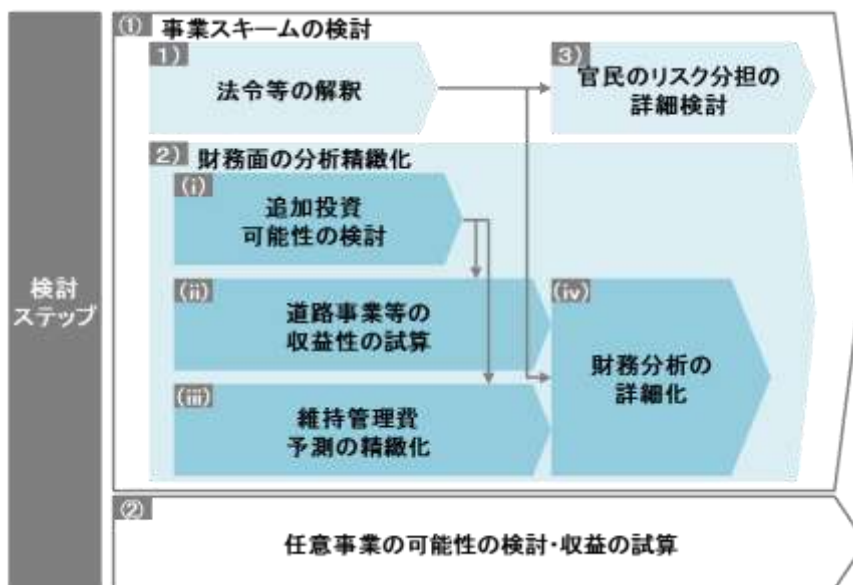 検討
ステップ
① 事業スキームの検討
1)
法令等の解釈
3)
官民のリスク分担の
詳細検討
2) 財務面の分析精緻化
(i)
追加投資
可能性の検討
(ii)
道路事業等の
収益性の試算
(iii)
維持管理費
予測の精緻化
(iv)
財務分析の
詳細化
②
任意事業の可能性の検討・収益の試算